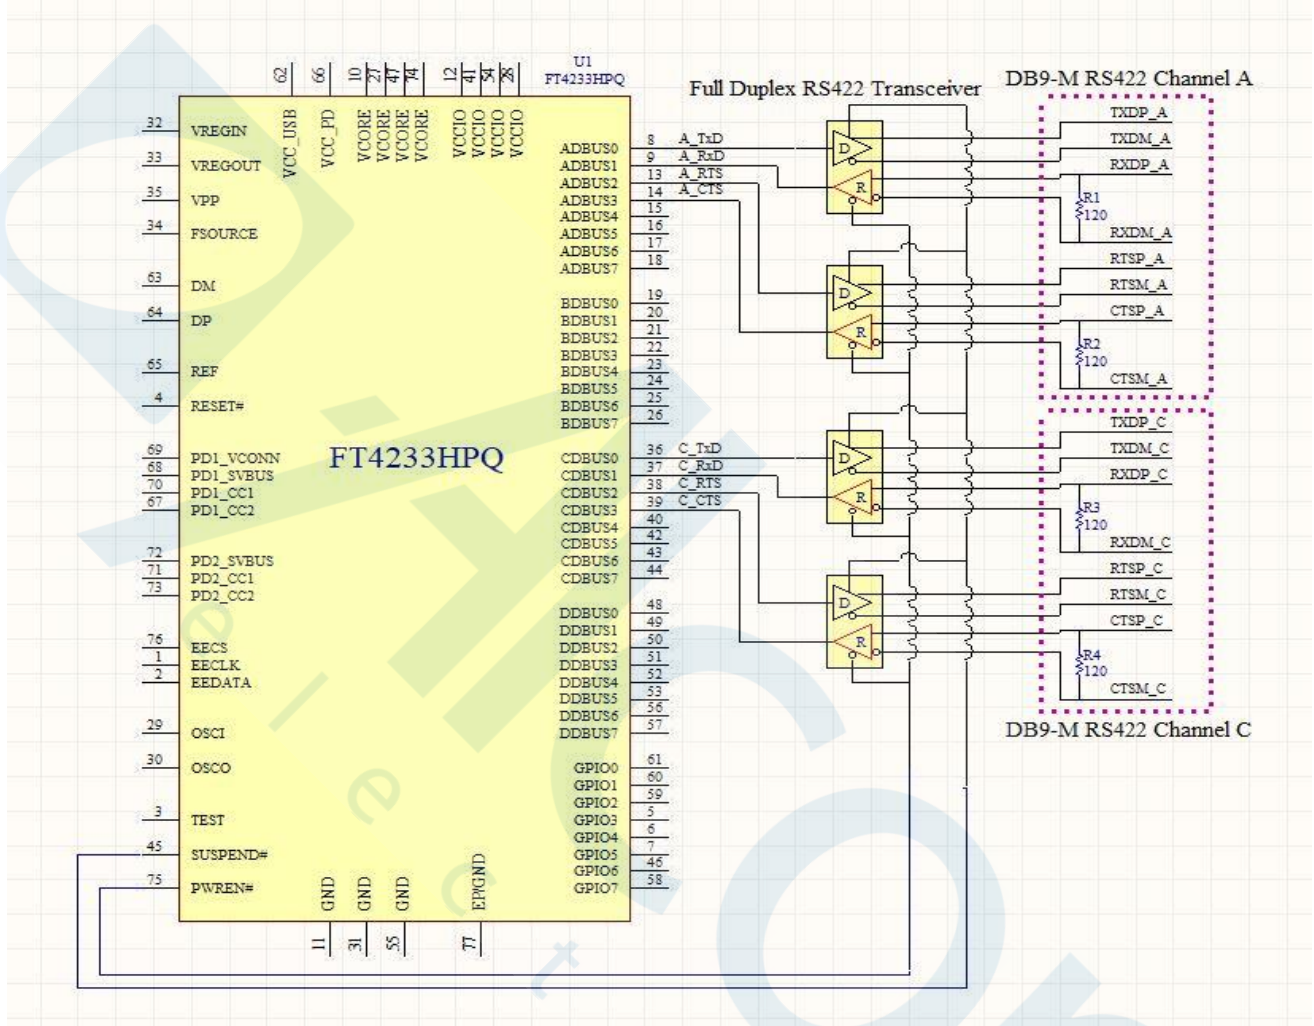 U1
FT4233HPQ
62
66
10
27
47
74
12
41
54
28
VCC_USB
VCC_PD
VCORE
VCORE
VCORE
VCORE
VCCIO
VCCIO
VCCIO
VCCIO
Full Duplex RS422 Transceiver
DB9-M RS422 Channel A
32 VREGIN
33 VREGOUT
35 VPP
34 FSOURCE
63 DM
64 DP
65 REF
4 RESET#
69 PD1_VCONN
68 PD1_SVBUS
70 PD1_CC1
67 PD1_CC2
72 PD2_SVBUS
71 PD2_CC1
73 PD2_CC2
76 EECS
1 EECLK
2 EEDATA
29 OSCI
30 OSCO
3 TEST
45 SUSPEND#
75 PWREN#
FT4233HPQ
ADBUS0 8 A_TxD
ADBUS1 9 A_RxD
ADBUS2 13 A_RTS
ADBUS3 14 A_CTS
ADBUS4 15
ADBUS5 16
ADBUS6 17
ADBUS7 18
BDBUS0 19
BDBUS1 20
BDBUS2 21
BDBUS3 22
BDBUS4 23
BDBUS5 24
BDBUS6 25
BDBUS7 26
CDBUS0 36 C_TxD
CDBUS1 37 C_RxD
CDBUS2 38 C_RTS
CDBUS3 39 C_CTS
CDBUS4 40
CDBUS5 42
CDBUS6 43
CDBUS7 44
DDBUS0 48
DDBUS1 49
DDBUS2 50
DDBUS3 51
DDBUS4 52
DDBUS5 53
DDBUS6 56
DDBUS7 57
GPIO0 61
GPIO1 60
GPIO2 59
GPIO3 5
GPIO4 6
GPIO5 7
GPIO6 46
GPIO7 58
GND
GND
GND
EP/GND
11
31
55
77
D
R
D
R
D
R
D
R
TXDP_A
TXDM_A
RXDP_A
R1
120
RXDM_A
RTSP_A
RTSM_A
CTSP_A
R2
120
CTSM_A
TXDP_C
TXDM_C
RXDP_C
R3
120
RXDM_C
RTSP_C
RTSM_C
CTSP_C
R4
120
CTSM_C
DB9-M RS422 Channel C